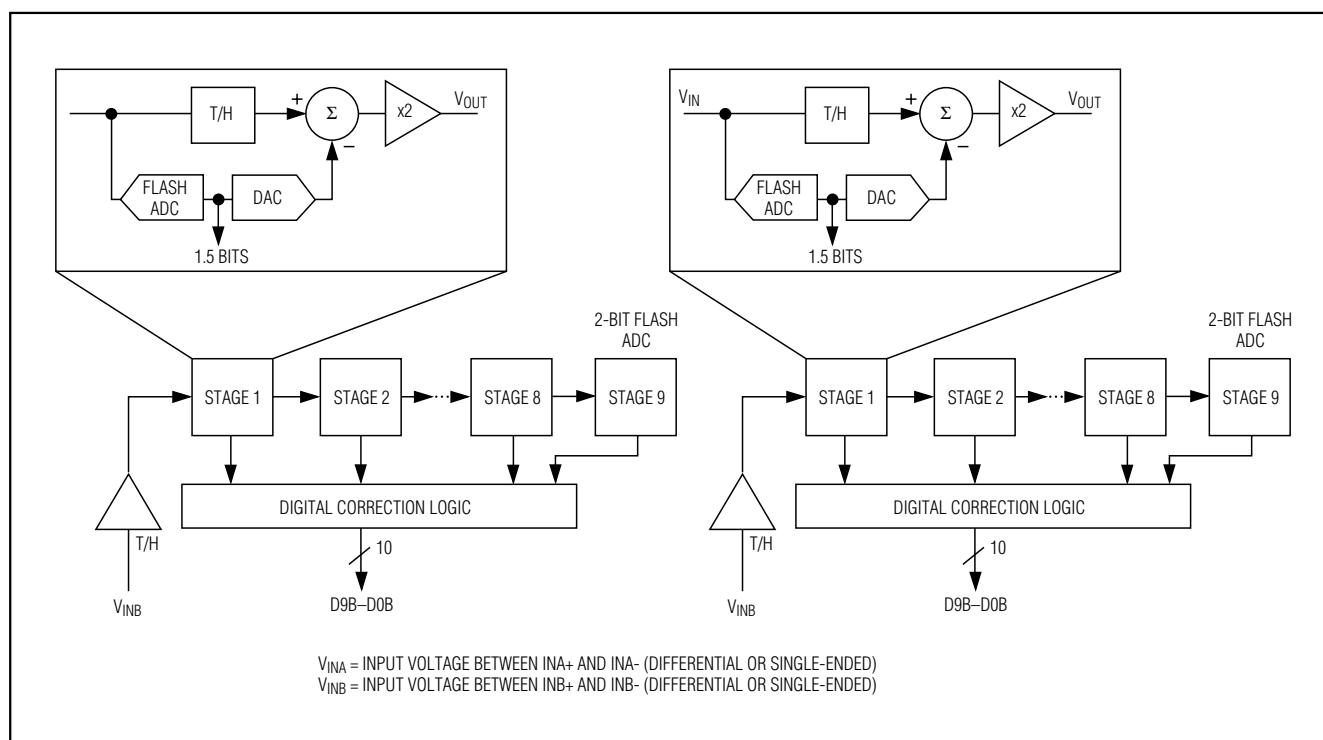 +
T/H
Σ
x2
VOUT
−
FLASH
ADC
DAC
1.5 BITS
VIN
+
T/H
Σ
x2
VOUT
−
FLASH
ADC
DAC
1.5 BITS
2-BIT FLASH
ADC
STAGE 1
STAGE 2
STAGE 8
STAGE 9
DIGITAL CORRECTION LOGIC
T/H
10
VINB
D9B–D0B
2-BIT FLASH
ADC
STAGE 1
STAGE 2
STAGE 8
STAGE 9
DIGITAL CORRECTION LOGIC
T/H
10
VINB
D9B–D0B
VINA = INPUT VOLTAGE BETWEEN INA+ AND INA- (DIFFERENTIAL OR SINGLE-ENDED)
VINB = INPUT VOLTAGE BETWEEN INB+ AND INB- (DIFFERENTIAL OR SINGLE-ENDED)